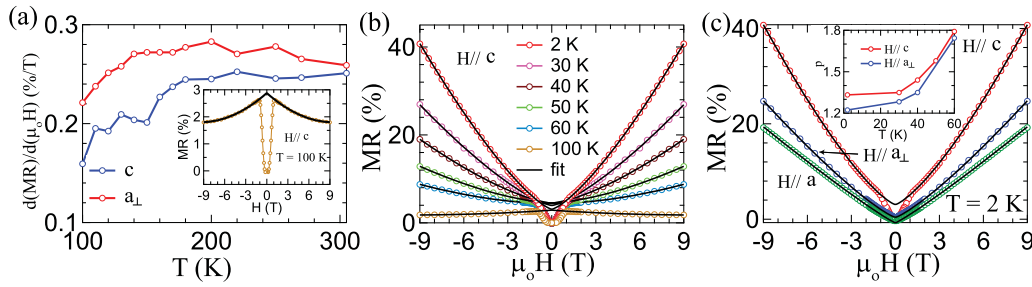 (a)
d(MR)/d(μ₀H) (%/T)
0.3
0.2
0.1
100
200
300
T (K)
c
a⊥
MR (%)
3
2
1
0
H// c
T = 100 K
-9 -6 -3 0 3 6 9
H (T)
(b)
MR (%)
40
20
0
H// c
2 K
30 K
40 K
50 K
60 K
100 K
fit
-9 -6 -3 0 3 6 9
μₒH (T)
(c)
MR (%)
40
20
0
p
1.8
1.5
1.2
H// c
H// a⊥
0 20 40 60
T (K)
H// c
H// a⊥
H// a
T = 2 K
-9 -6 -3 0 3 6 9
μₒH (T)